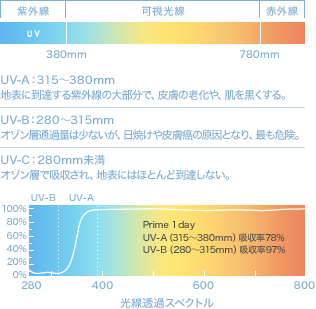 紫外線 可視光線 赤外線
UV
380mm 780mm
UV-A：315〜380mm
地表に到達する紫外線の大部分で、皮膚の老化や、肌を黒くする。
UV-B：280〜315mm
オゾン層通過量は少ないが、日焼けや皮膚癌の原因となり、最も危険。
UV-C：280mm未満
オゾン層で吸収され、地表にはほとんど到達しない。
UV-B UV-A
100%
80%
60%
40%
20%
0%
Prime 1 day
UV-A（315〜380mm）吸収率78%
UV-B（280〜315mm）吸収率97%
280 400 600 800
光線透過スペクトル